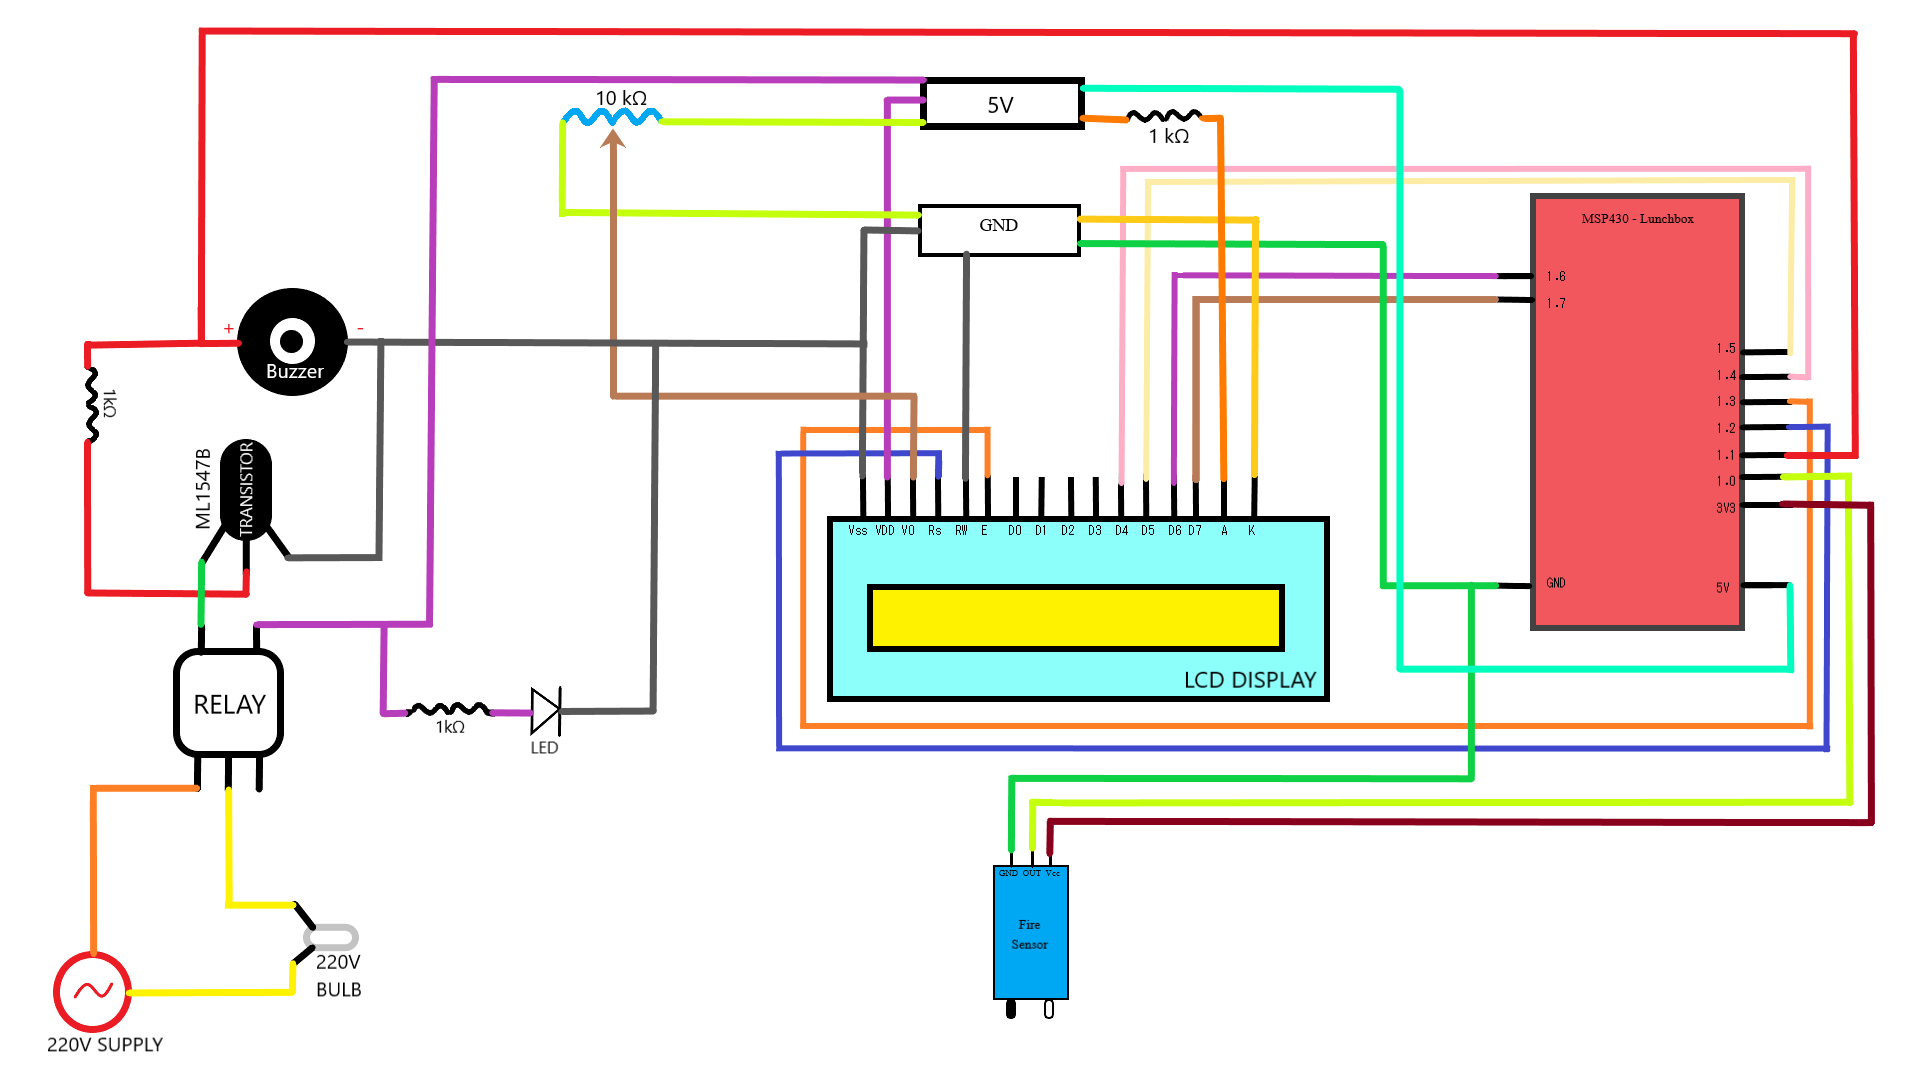 10 kΩ
5V
1 kΩ
GND
MSP430 - Lunchbox
1.6
1.7
1.5
1.4
1.3
1.2
1.1
1.0
3V3
GND
5V
+
-
Buzzer
1kΩ
ML1547B
TRANSISTOR
Vss VDD V0 Rs RW E D0 D1 D2 D3 D4 D5 D6 D7 A K
LCD DISPLAY
RELAY
1kΩ
LED
GND OUT Vcc
Fire
Sensor
220V
BULB
220V SUPPLY